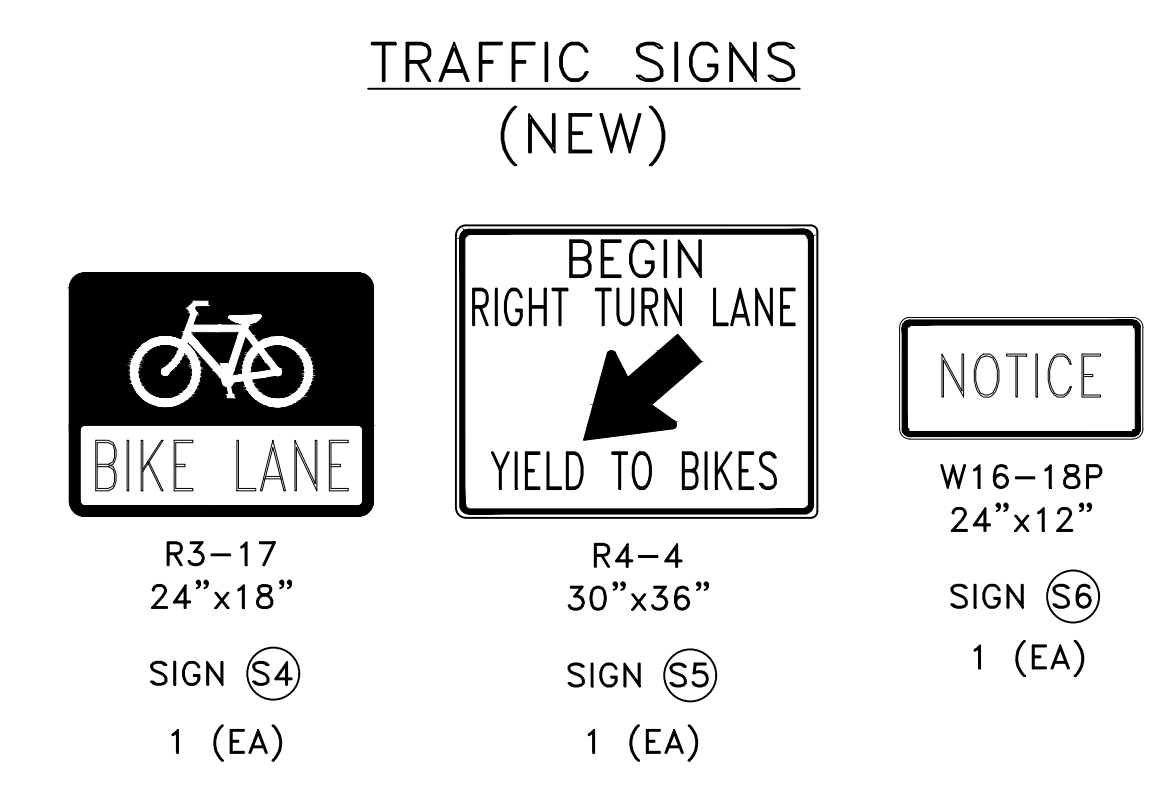 TRAFFIC SIGNS
(NEW)
BIKE LANE
R3-17
24"x18"
SIGN S4
1 (EA)
BEGIN
RIGHT TURN LANE
YIELD TO BIKES
R4-4
30"x36"
SIGN S5
1 (EA)
NOTICE
W16-18P
24"x12"
SIGN S6
1 (EA)